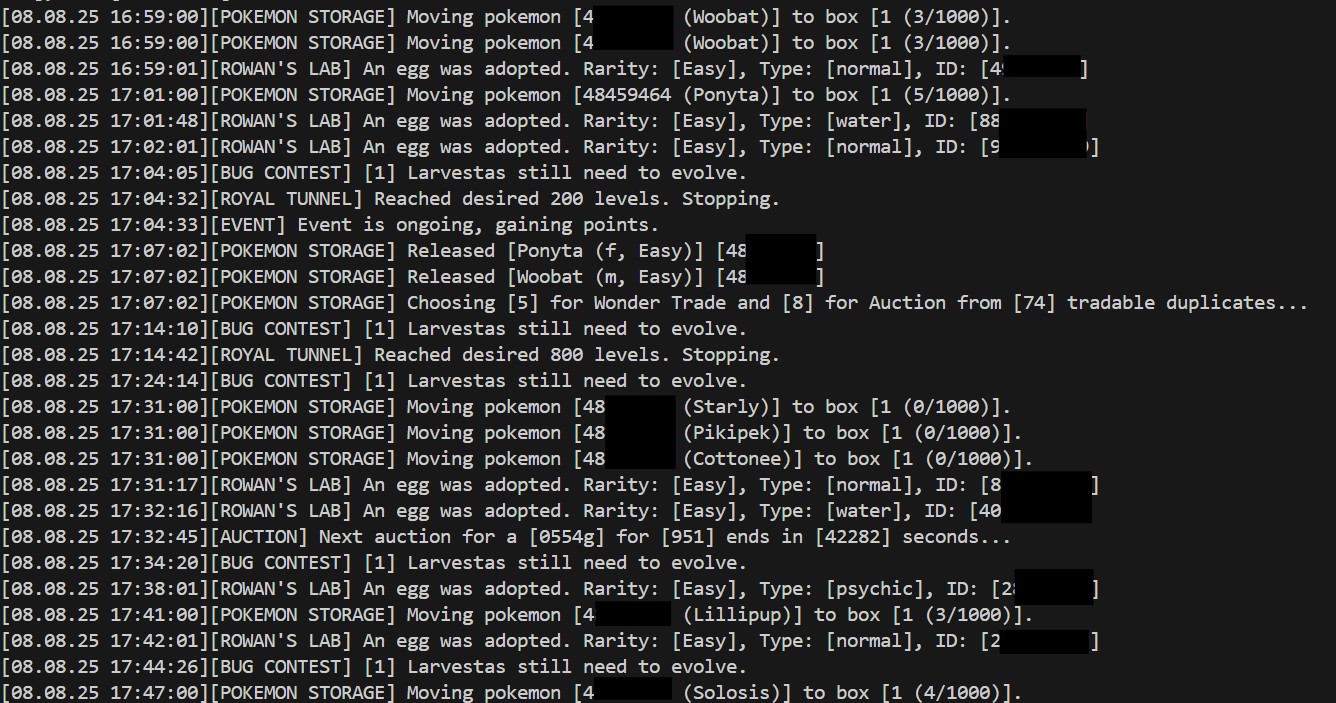 [08.08.25 16:59:00][POKEMON STORAGE] Moving pokemon [4 (Woobat)] to box [1 (3/1000)].
[08.08.25 16:59:00][POKEMON STORAGE] Moving pokemon [4 (Woobat)] to box [1 (3/1000)].
[08.08.25 16:59:01][ROWAN'S LAB] An egg was adopted. Rarity: [Easy], Type: [normal], ID: [49 ]
[08.08.25 17:01:00][POKEMON STORAGE] Moving pokemon [48459464 (Ponyta)] to box [1 (5/1000)].
[08.08.25 17:01:48][ROWAN'S LAB] An egg was adopted. Rarity: [Easy], Type: [water], ID: [88
[08.08.25 17:02:01][ROWAN'S LAB] An egg was adopted. Rarity: [Easy], Type: [normal], ID: [9 ]
[08.08.25 17:04:05][BUG CONTEST] [1] Larvestas still need to evolve.
[08.08.25 17:04:32][ROYAL TUNNEL] Reached desired 200 levels. Stopping.
[08.08.25 17:04:33][EVENT] Event is ongoing, gaining points.
[08.08.25 17:07:02][POKEMON STORAGE] Released [Ponyta (f, Easy)] [48 ]
[08.08.25 17:07:02][POKEMON STORAGE] Released [Woobat (m, Easy)] [48 ]
[08.08.25 17:07:02][POKEMON STORAGE] Choosing [5] for Wonder Trade and [8] for Auction from [74] tradable duplicates...
[08.08.25 17:14:10][BUG CONTEST] [1] Larvestas still need to evolve.
[08.08.25 17:14:42][ROYAL TUNNEL] Reached desired 800 levels. Stopping.
[08.08.25 17:24:14][BUG CONTEST] [1] Larvestas still need to evolve.
[08.08.25 17:31:00][POKEMON STORAGE] Moving pokemon [48 (Starly)] to box [1 (0/1000)].
[08.08.25 17:31:00][POKEMON STORAGE] Moving pokemon [48 (Pikipek)] to box [1 (0/1000)].
[08.08.25 17:31:00][POKEMON STORAGE] Moving pokemon [48 (Cottonee)] to box [1 (0/1000)].
[08.08.25 17:31:17][ROWAN'S LAB] An egg was adopted. Rarity: [Easy], Type: [normal], ID: [8 ]
[08.08.25 17:32:16][ROWAN'S LAB] An egg was adopted. Rarity: [Easy], Type: [water], ID: [40
[08.08.25 17:32:45][AUCTION] Next auction for a [0554g] for [951] ends in [42282] seconds...
[08.08.25 17:34:20][BUG CONTEST] [1] Larvestas still need to evolve.
[08.08.25 17:38:01][ROWAN'S LAB] An egg was adopted. Rarity: [Easy], Type: [psychic], ID: [28 ]
[08.08.25 17:41:00][POKEMON STORAGE] Moving pokemon [4 (Lillipup)] to box [1 (3/1000)].
[08.08.25 17:42:01][ROWAN'S LAB] An egg was adopted. Rarity: [Easy], Type: [normal], ID: [2 ]
[08.08.25 17:44:26][BUG CONTEST] [1] Larvestas still need to evolve.
[08.08.25 17:47:00][POKEMON STORAGE] Moving pokemon [4 (Solosis)] to box [1 (4/1000)].